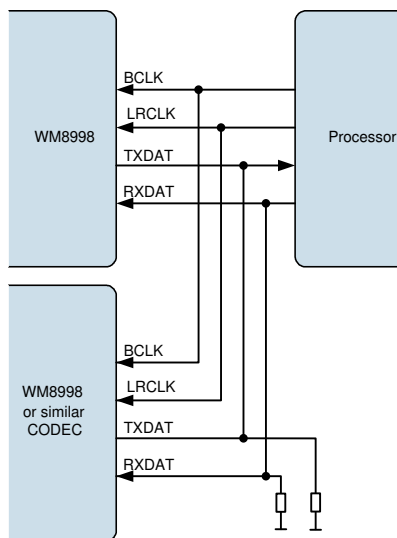 BCLK
LRCLK
WM8998
Processor
TXDAT
RXDAT
BCLK
LRCLK
WM8998
or similar
CODEC
TXDAT
RXDAT